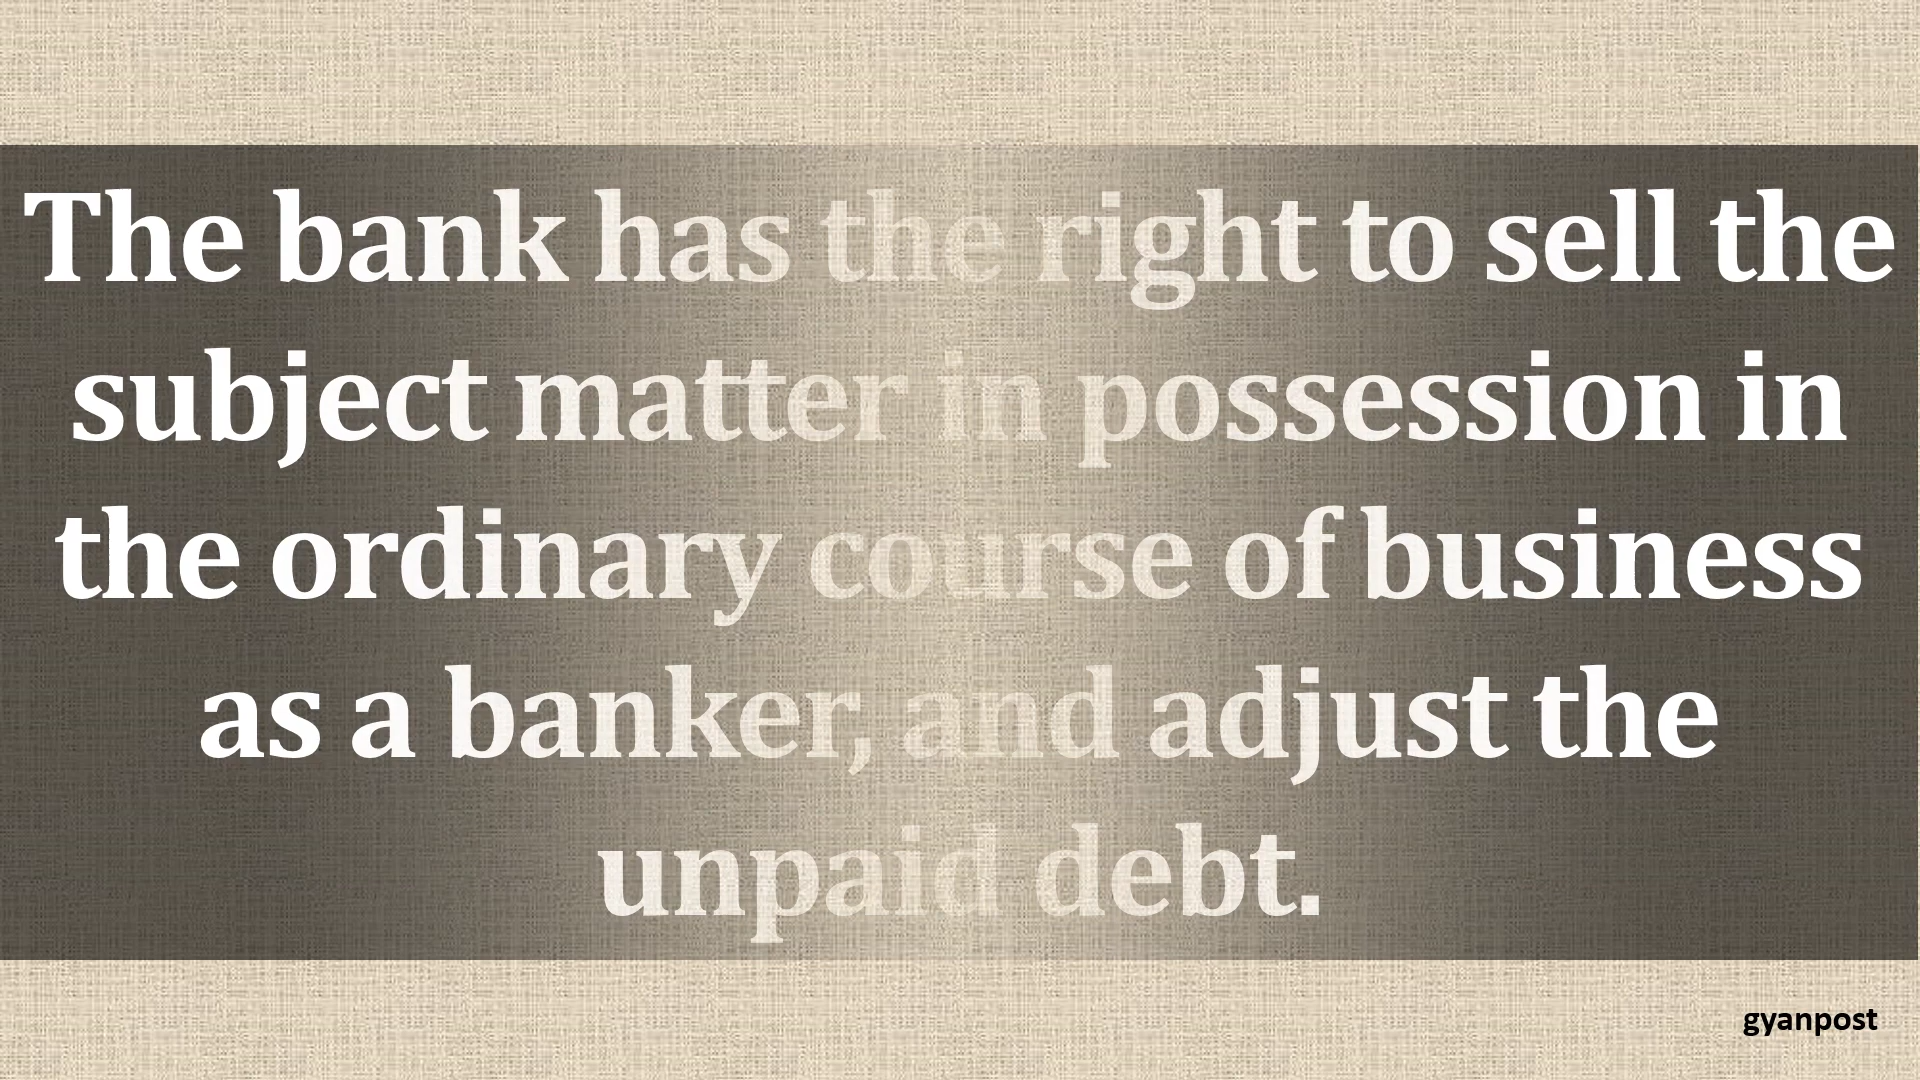 The bank has the right to sell the
subject matter in possession in
the ordinary course of business
as a banker, and adjust the
unpaid debt.
gyanpost